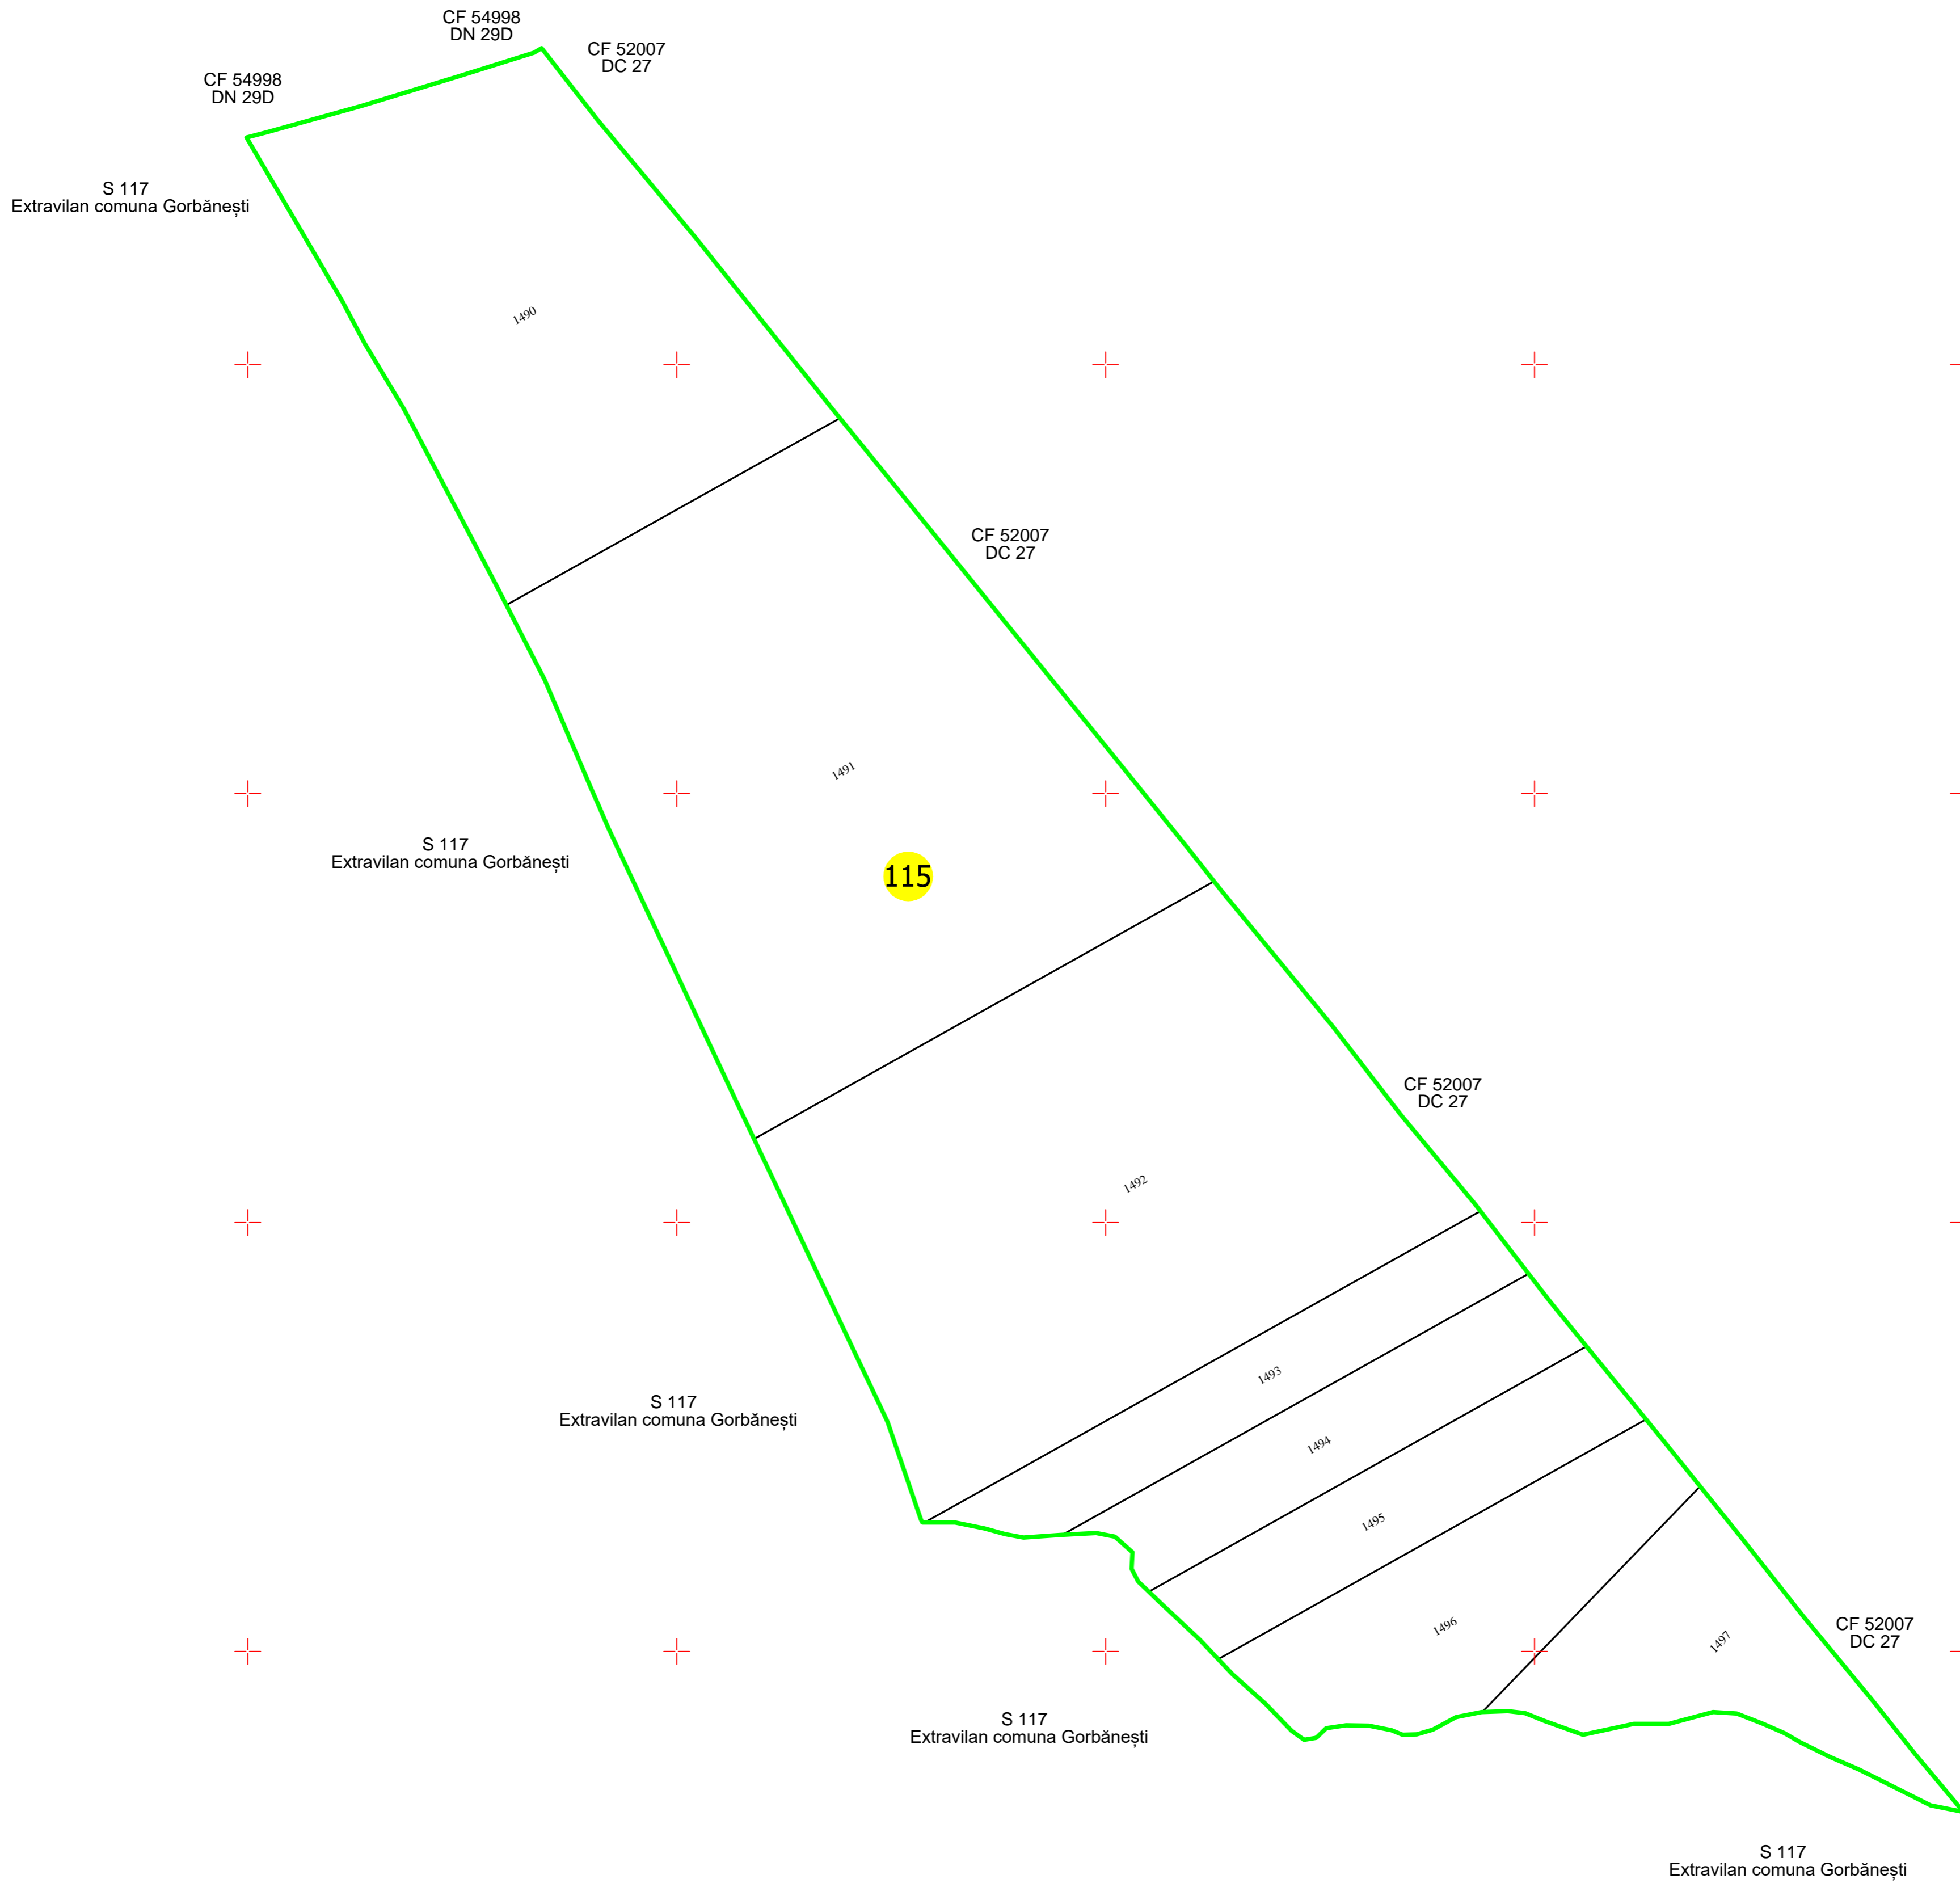 CF 54998
DN 29D
CF 52007
DC 27
CF 54998
DN 29D
S 117
Extravilan comuna Gorbănești
1490
CF 52007
DC 27
1491
S 117
Extravilan comuna Gorbănești
115
CF 52007
DC 27
1492
1493
S 117
Extravilan comuna Gorbănești
1494
1495
1496
CF 52007
DC 27
1497
S 117
Extravilan comuna Gorbănești
S 117
Extravilan comuna Gorbănești